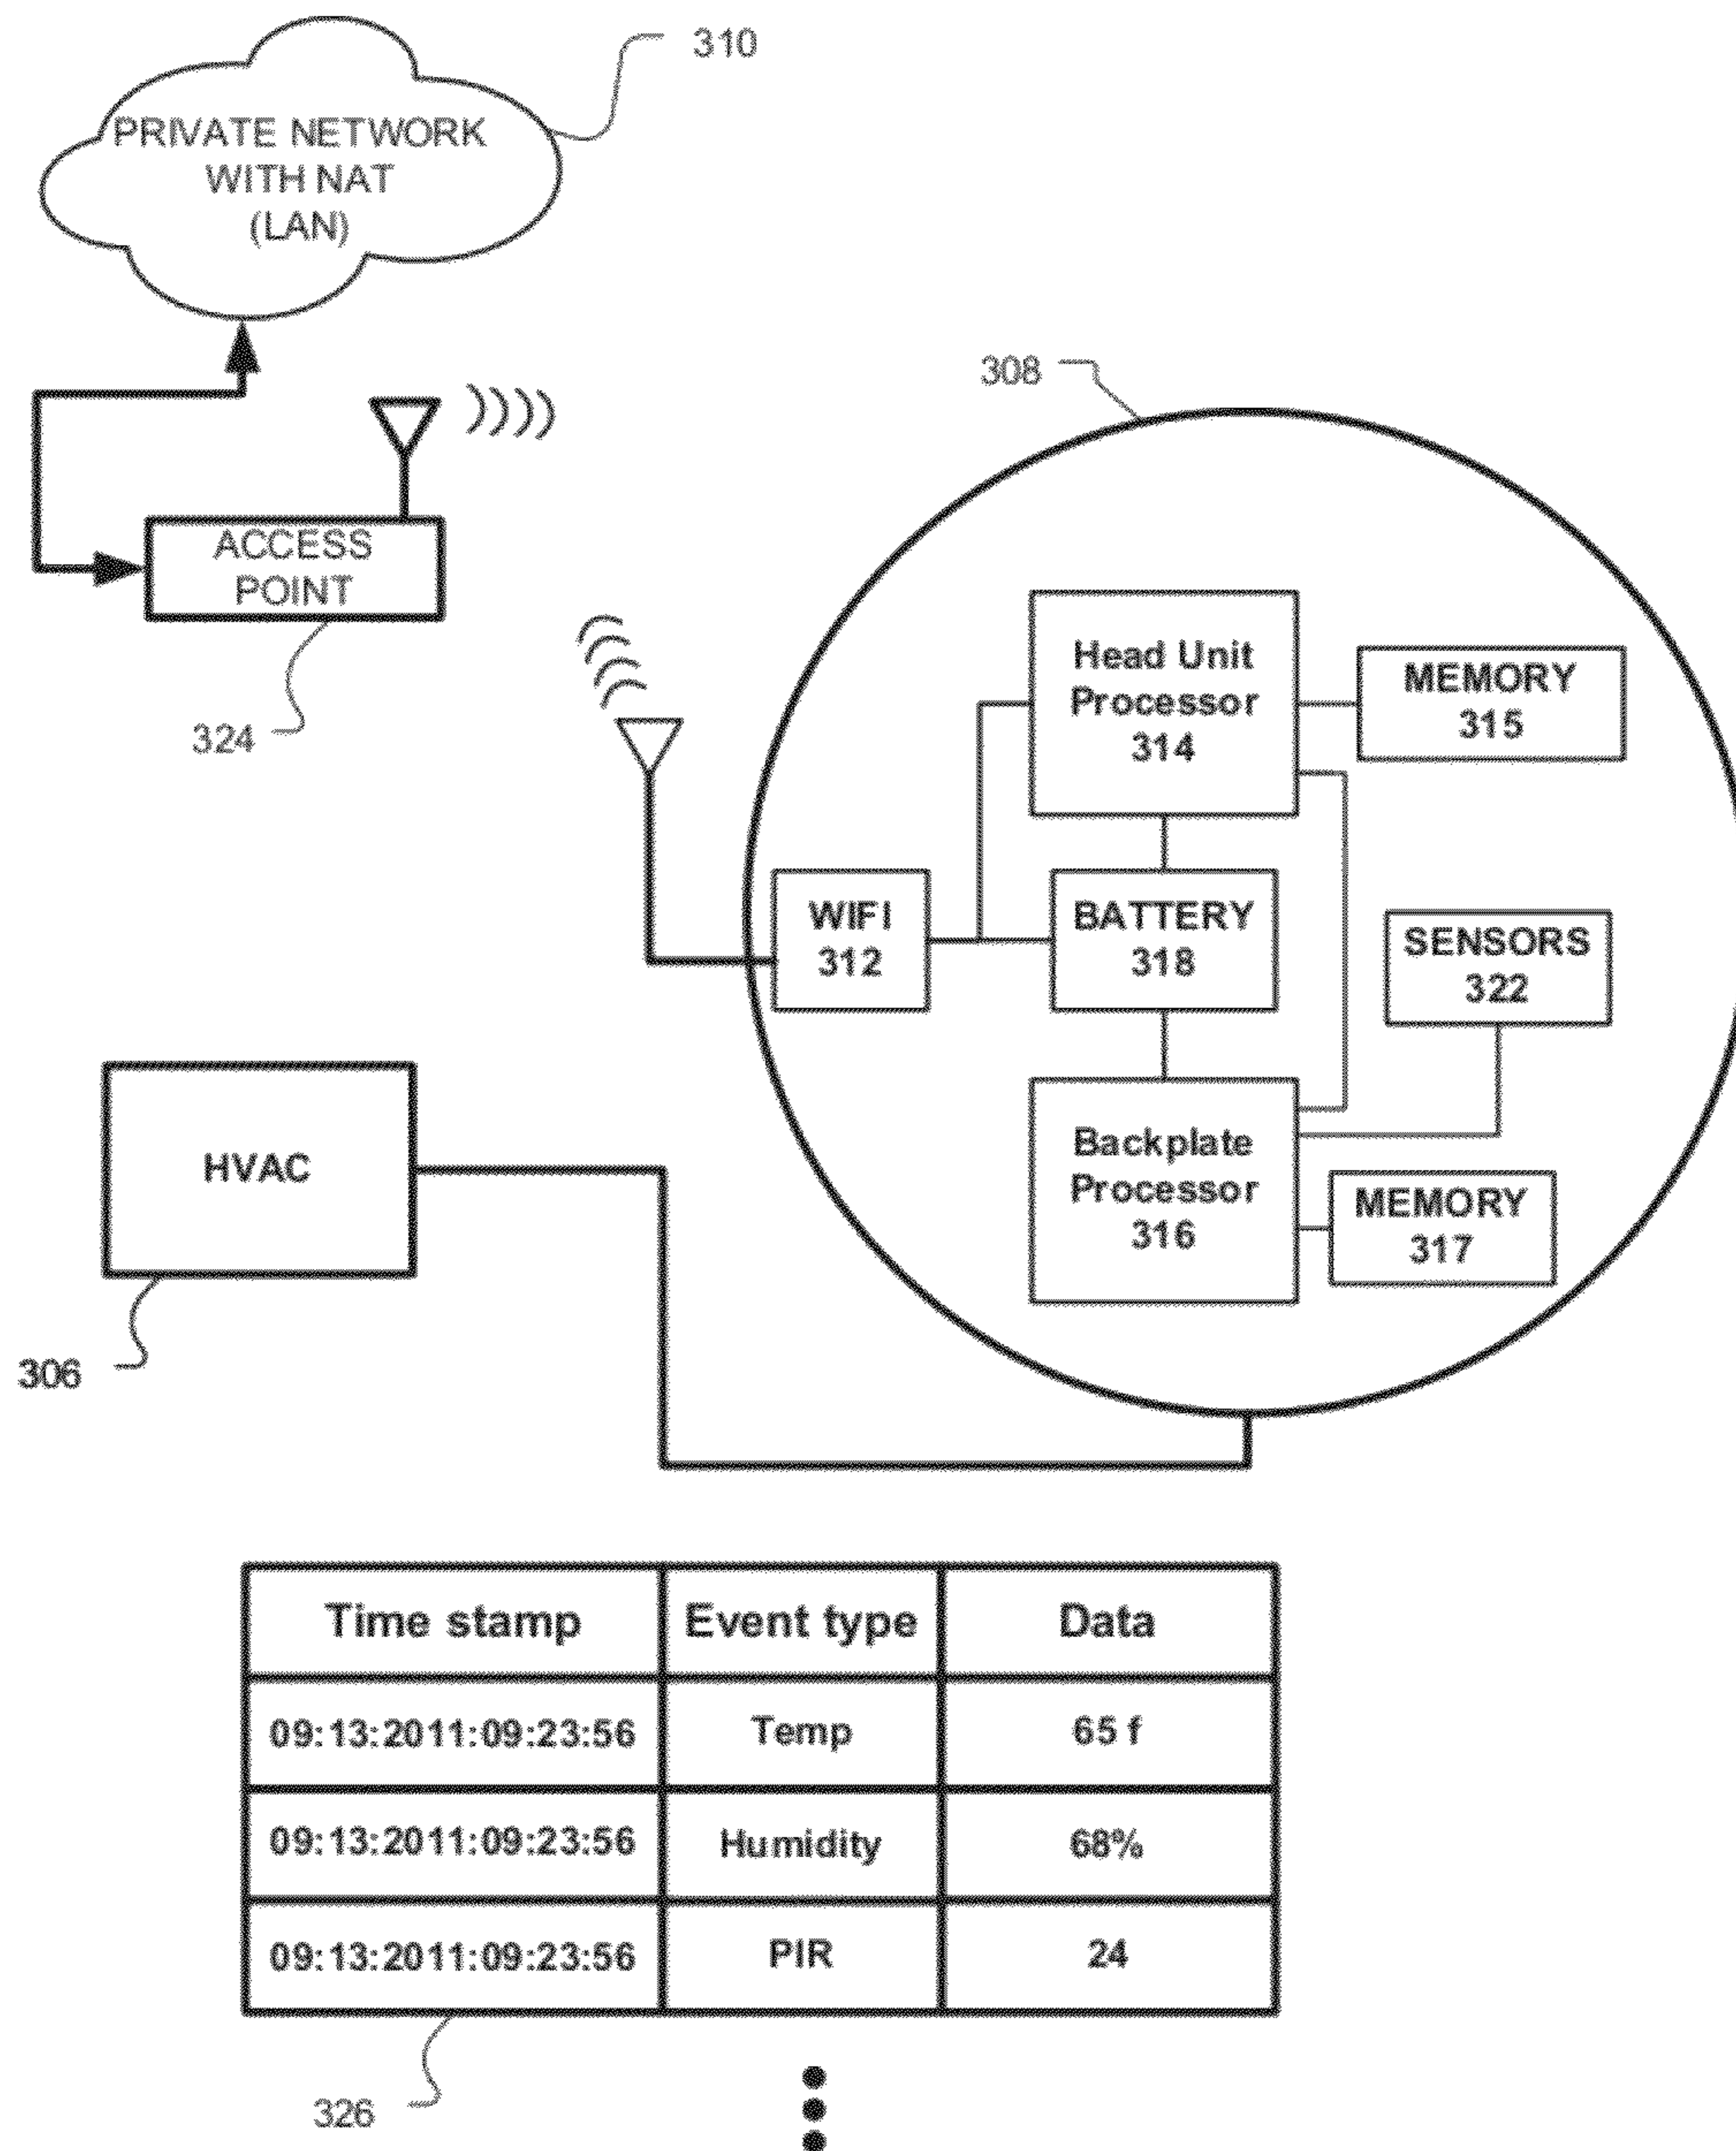 310
PRIVATE NETWORK
WITH NAT
(LAN)
308
ACCESS
POINT
324
Head Unit
Processor
314
MEMORY
315
WIFI
312
BATTERY
318
SENSORS
322
HVAC
306
Backplate
Processor
316
MEMORY
317
Time stamp Event type Data
09:13:2011:09:23:56 Temp 65 f
09:13:2011:09:23:56 Humidity 68%
09:13:2011:09:23:56 PIR 24
326